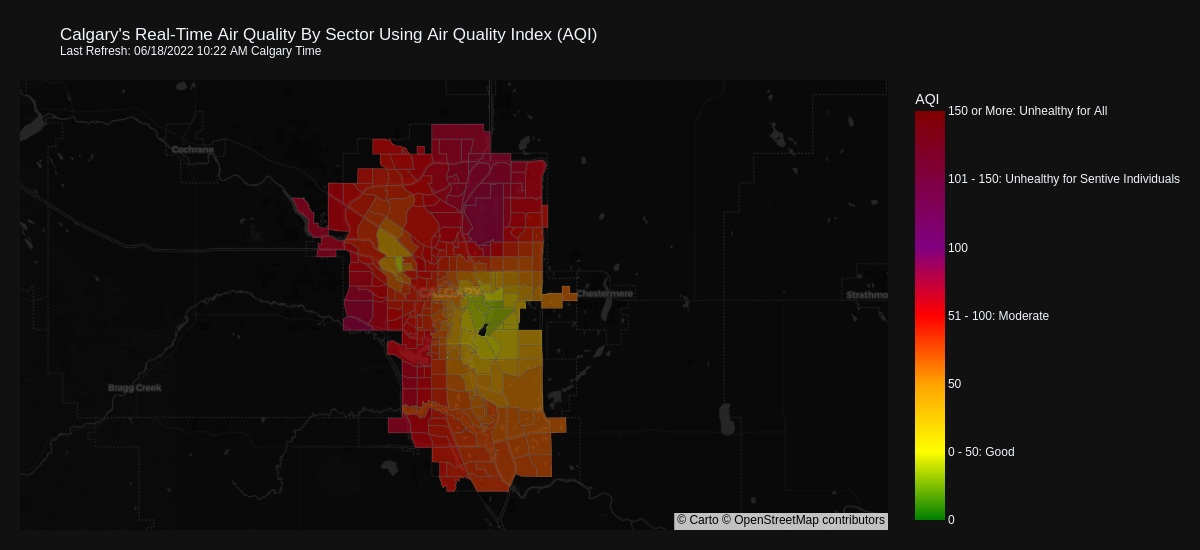 Calgary's Real-Time Air Quality By Sector Using Air Quality Index (AQI)
Last Refresh: 06/18/2022 10:22 AM Calgary Time
AQI
150 or More: Unhealthy for All
Cochrane
101 - 150: Unhealthy for Sentive Individuals
100
CALGARY
Chestermere
Strathmo
51 - 100: Moderate
50
Bragg Creek
0 - 50: Good
0
© Carto © OpenStreetMap contributors